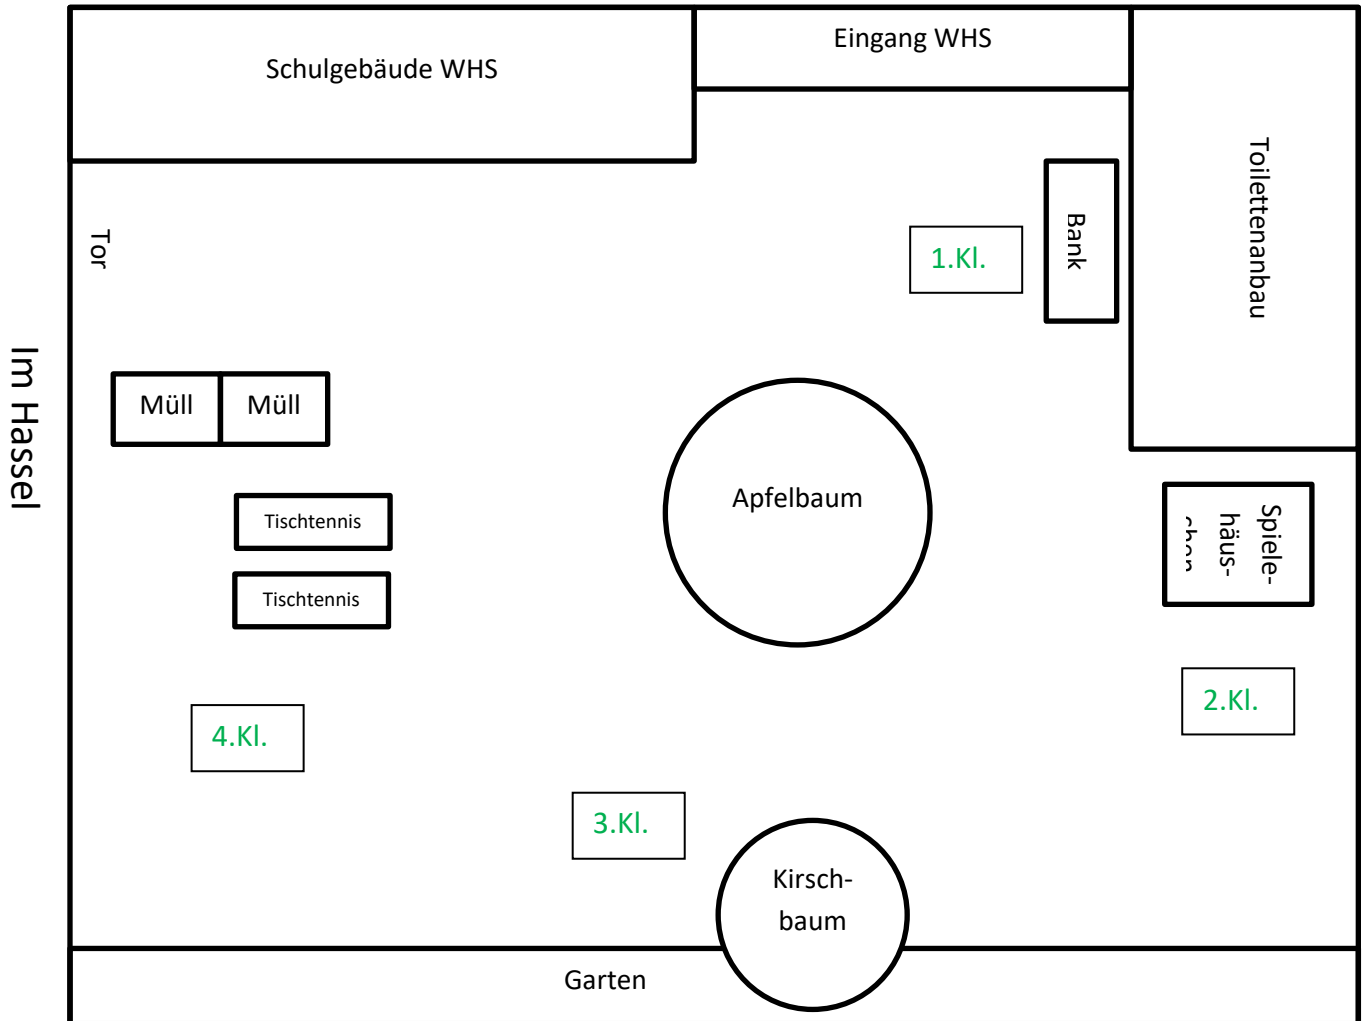 Schulgebäude WHS
Eingang WHS
Toilettenanbau
Bank
Tor
1.Kl.
Im Hassel
Müll
Müll
Apfelbaum
Tischtennis
Tischtennis
Spiele-
häus-
chen
2.Kl.
4.Kl.
3.Kl.
Kirsch-
baum
Garten